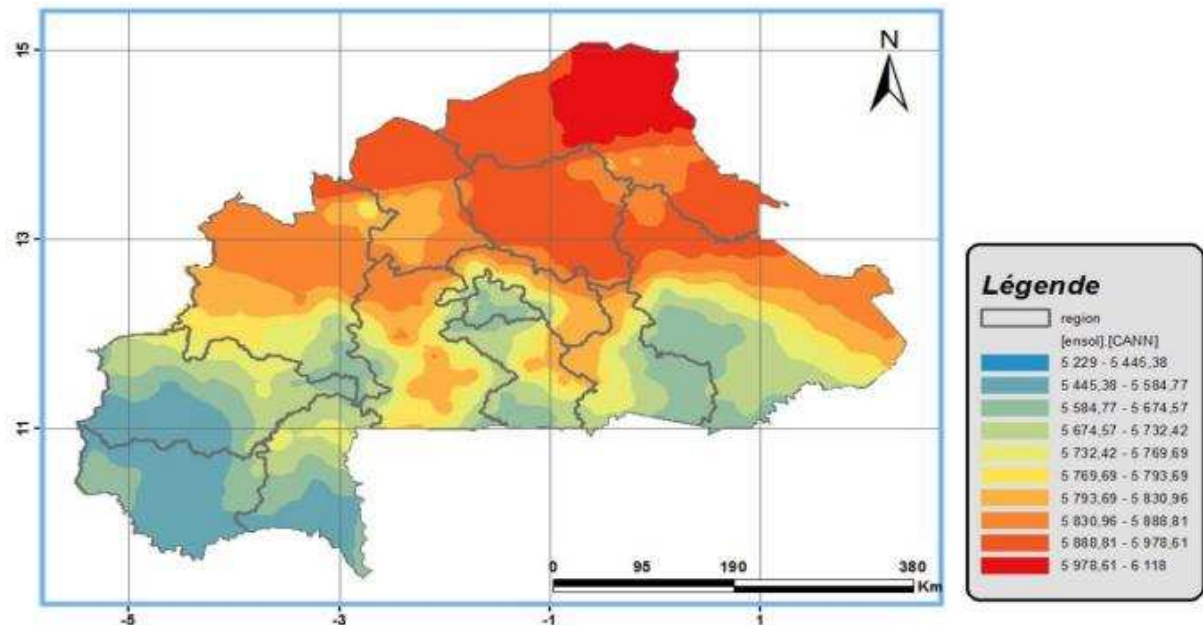 15
13
11
N
0 95 190 380
Km
-5 -3 -1 1
Légende
region
[ensol].[CANN]
5 229 - 5 445,38
5 445,38 - 5 584,77
5 584,77 - 5 674,57
5 674,57 - 5 732,42
5 732,42 - 5 769,69
5 769,69 - 5 793,69
5 793,69 - 5 830,96
5 830,96 - 5 888,81
5 888,81 - 5 978,61
5 978,61 - 6 118